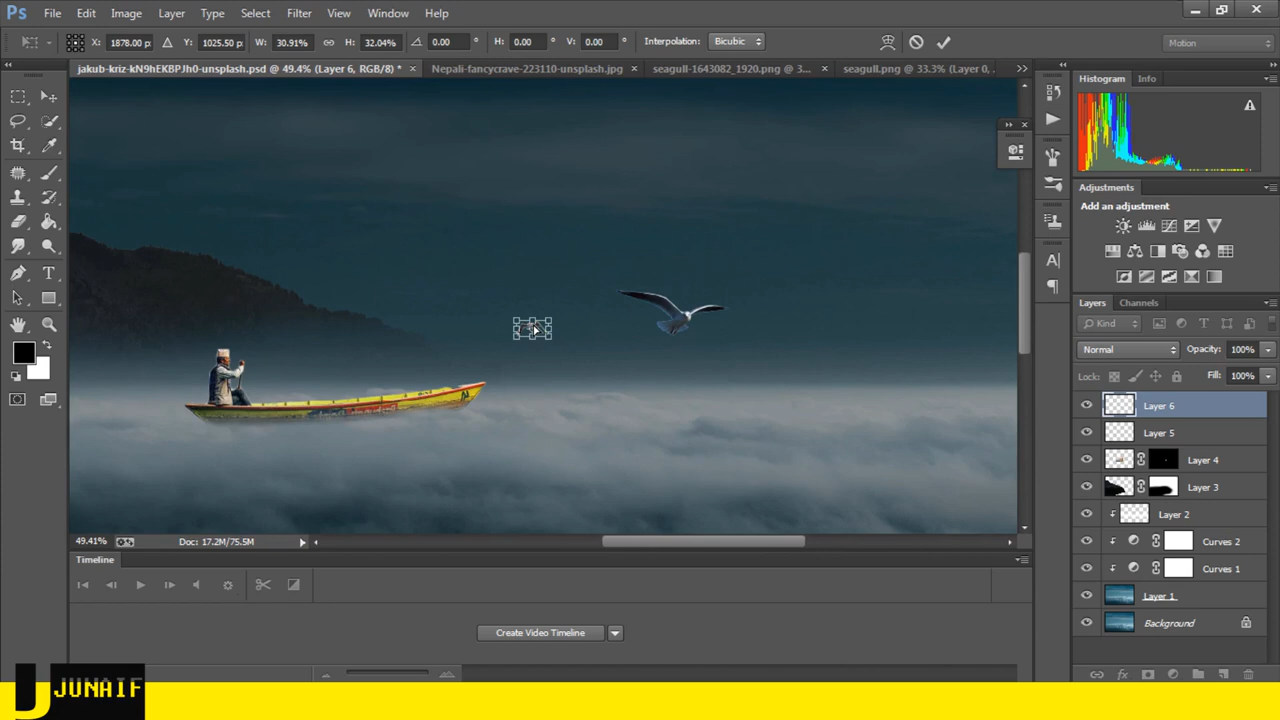 Ps File Edit Image Layer Type Select Filter View Window Help
X: 1878.00 px Y: 1025.50 px W: 30.91% H: 32.04% 0.00 ° H: 0.00 ° V: 0.00 ° Interpolation: Bicubic Motion
jakub-kriz-kN9hEKBPJh0-unsplash.psd @ 49.4% (Layer 6, RGB/8) * × Nepali-fancycrave-223110-unsplash.jpg × seagull-1643082_1920.png @ 3... × seagull.png @ 33.3% (Layer 0,
Histogram Info
Adjustments
Add an adjustment
Layers Channels
Kind
Normal Opacity: 100%
Lock: Fill: 100%
Layer 6
Layer 5
Layer 4
Layer 3
Layer 2
Curves 2
Curves 1
Layer 1
Background
49.41% Doc: 17.2M/75.5M
Timeline
Create Video Timeline
J JUNAIF